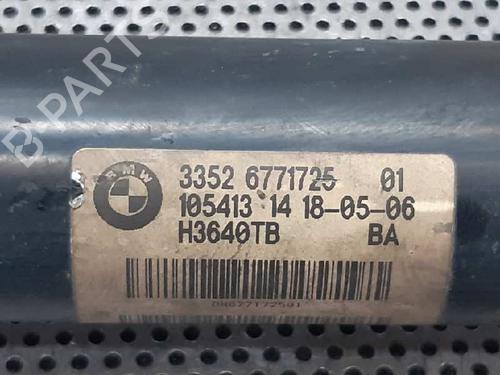 B PARTS
BMW
3352 6771725 01
105413 14 18-05-06
H3640TB BA